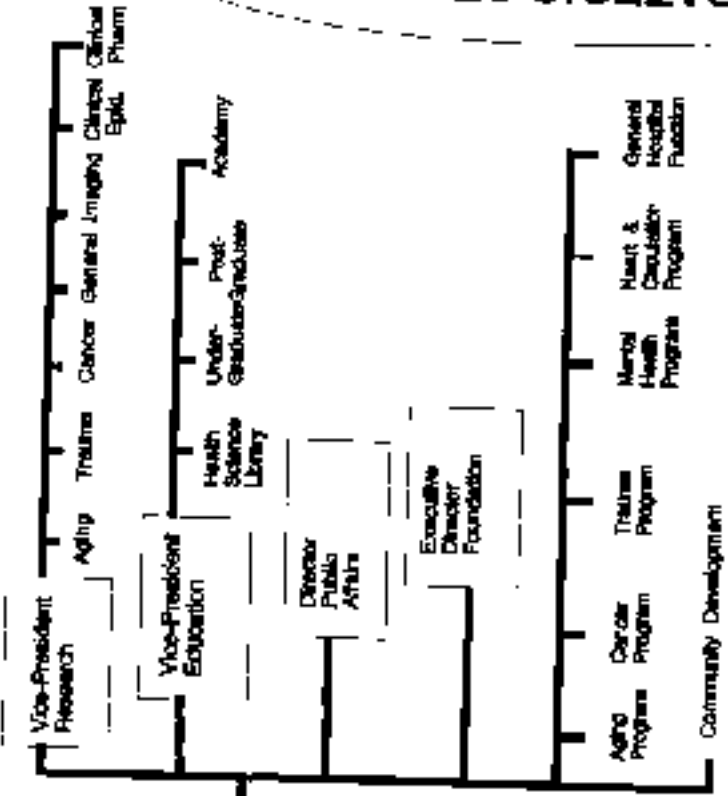 Vice-President
Research
Aging
Trauma
Cancer
General
Imaging
Clinical
Epid.
Clinical
Pharm
Vice-President
Education
Health
Science
Library
Under-
Graduate
Post-
Graduate
Academy
Director
Public
Affairs
Executive
Director
Foundation
Aging
Program
Cancer
Program
Trauma
Program
Mental
Health
Program
Heart &
Circulation
Program
General
Hospital
Function
Community Development